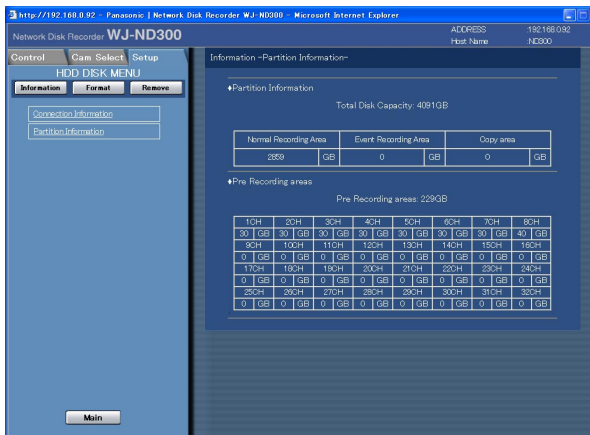 http://192.168.0.92 - Panasonic | Network Disk Recorder WJ-ND300 - Microsoft Internet Explorer
Network Disk Recorder WJ-ND300
ADDRESS :192.168.0.92
Host Name :ND300
Control Cam Select Setup
HDD DISK MENU
Information Format Remove
Connection Information
Partition Information
Main
Information -Partition Information-
♦Partition Information
Total Disk Capacity: 4091GB
Normal Recording Area Event Recording Area Copy area
2859 GB 0 GB 0 GB
♦Pre Recording areas
Pre Recording areas: 229GB
1CH 2CH 3CH 4CH 5CH 6CH 7CH 8CH
30 GB 30 GB 30 GB 30 GB 30 GB 30 GB 30 GB 40 GB
9CH 10CH 11CH 12CH 13CH 14CH 15CH 16CH
0 GB 0 GB 0 GB 0 GB 0 GB 0 GB 0 GB 0 GB
17CH 18CH 19CH 20CH 21CH 22CH 23CH 24CH
0 GB 0 GB 0 GB 0 GB 0 GB 0 GB 0 GB 0 GB
25CH 26CH 27CH 28CH 29CH 30CH 31CH 32CH
0 GB 0 GB 0 GB 0 GB 0 GB 0 GB 0 GB 0 GB